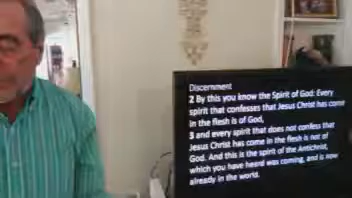 Discernment
2 By this you know the Spirit of God: Every
spirit that confesses that Jesus Christ has come
in the flesh is of God,
3 and every spirit that does not confess that
Jesus Christ has come in the flesh is not of
God. And this is the spirit of the Antichrist,
which you have heard was coming, and is now
already in the world.